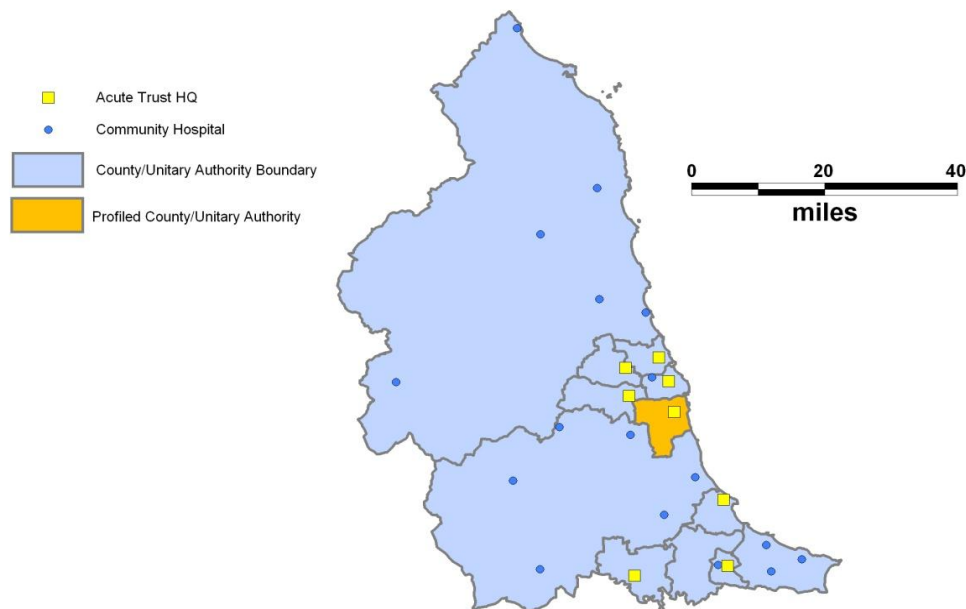 Acute Trust HQ
Community Hospital
County/Unitary Authority Boundary
Profiled County/Unitary Authority
0 20 40
miles